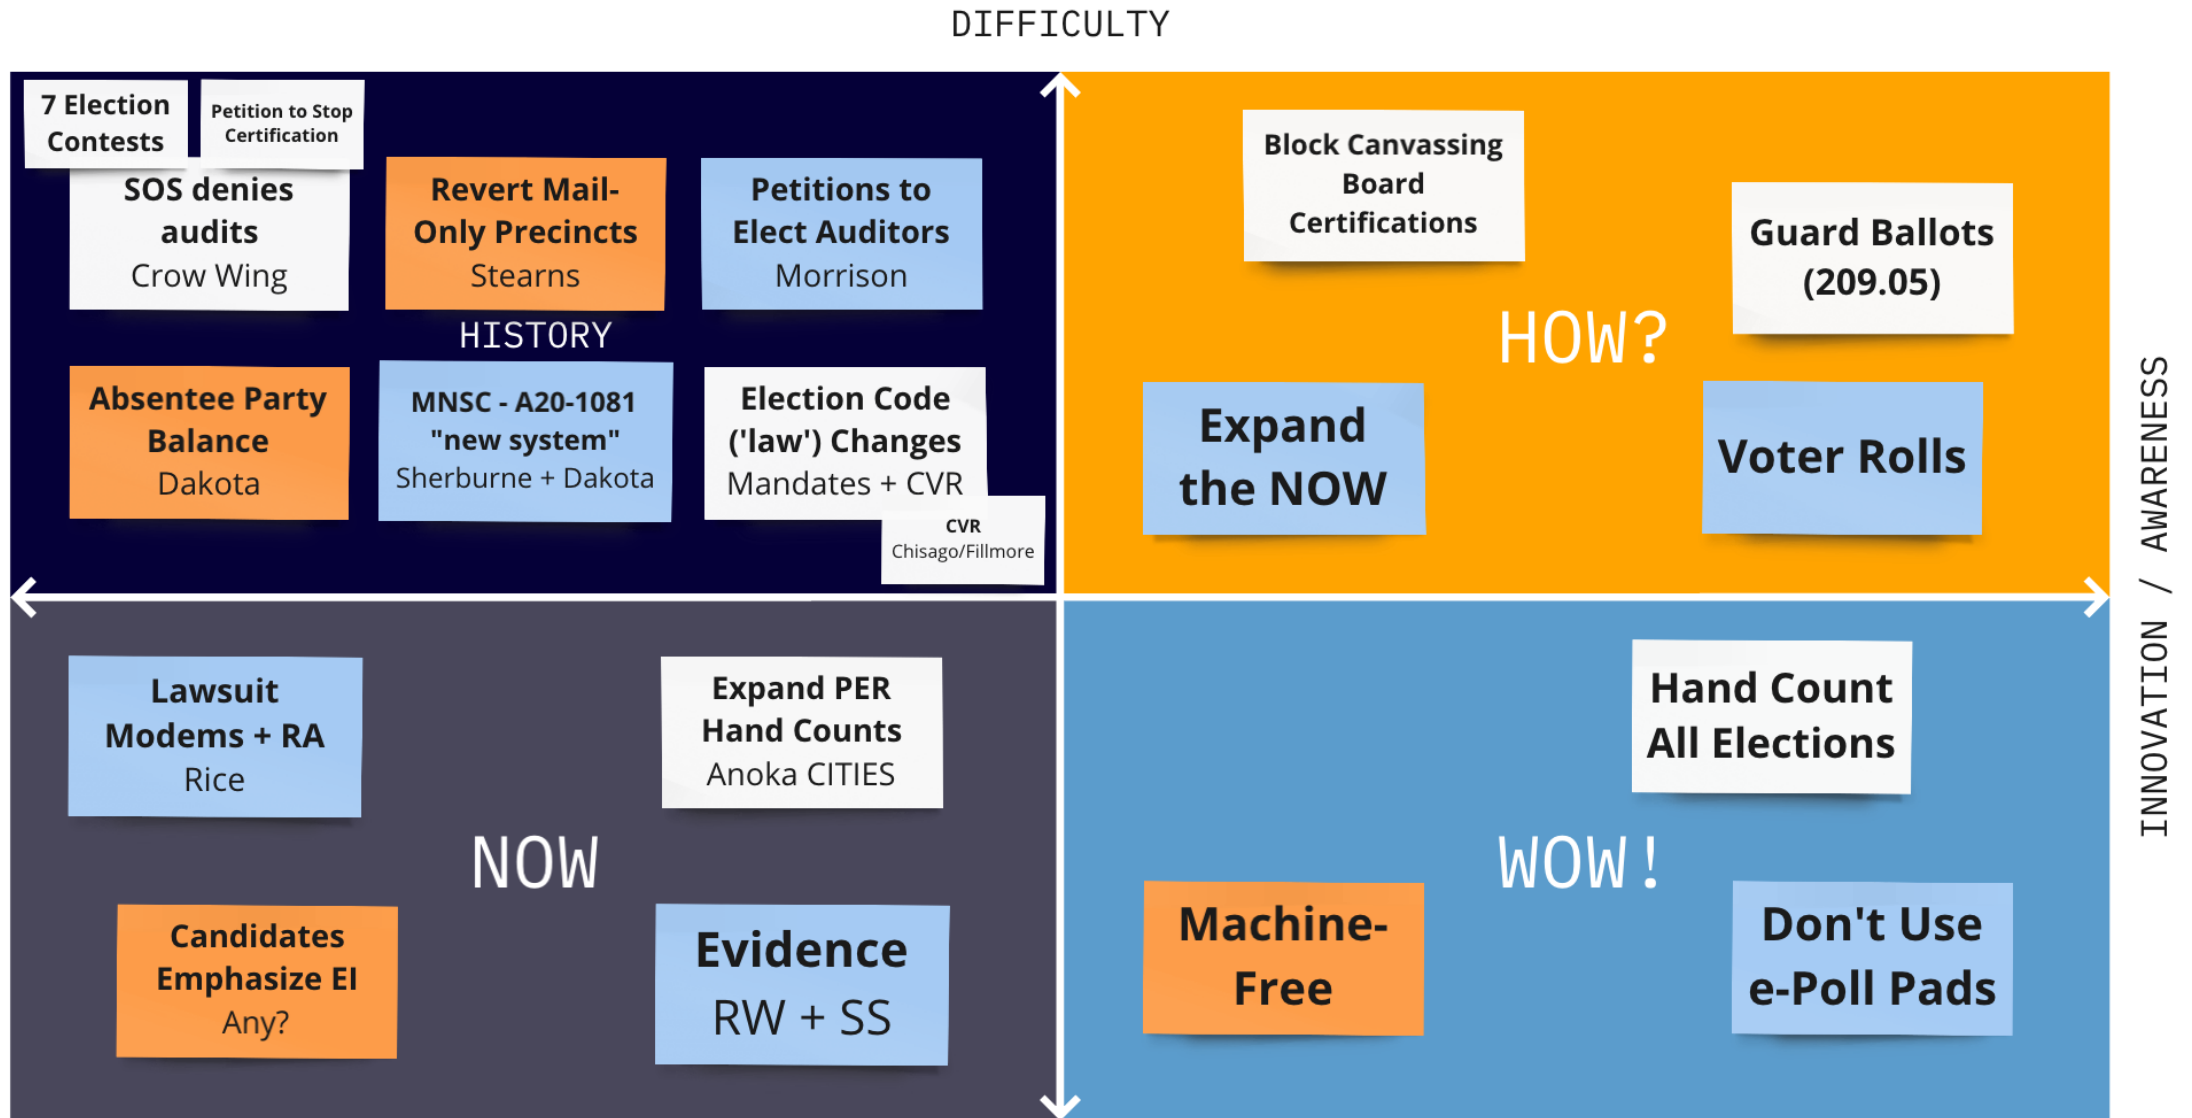 DIFFICULTY
7 Election
Contests
Petition to Stop
Certification
SOS denies
audits
Crow Wing
Revert Mail-
Only Precincts
Stearns
Petitions to
Elect Auditors
Morrison
HISTORY
Absentee Party
Balance
Dakota
MNSC - A20-1081
"new system"
Sherburne + Dakota
Election Code
('law') Changes
Mandates + CVR
CVR
Chisago/Fillmore
Block Canvassing
Board
Certifications
Guard Ballots
(209.05)
HOW?
Expand
the NOW
Voter Rolls
INNOVATION / AWARENESS
Lawsuit
Modems + RA
Rice
Expand PER
Hand Counts
Anoka CITIES
NOW
Candidates
Emphasize EI
Any?
Evidence
RW + SS
Hand Count
All Elections
WOW!
Machine-
Free
Don't Use
e-Poll Pads